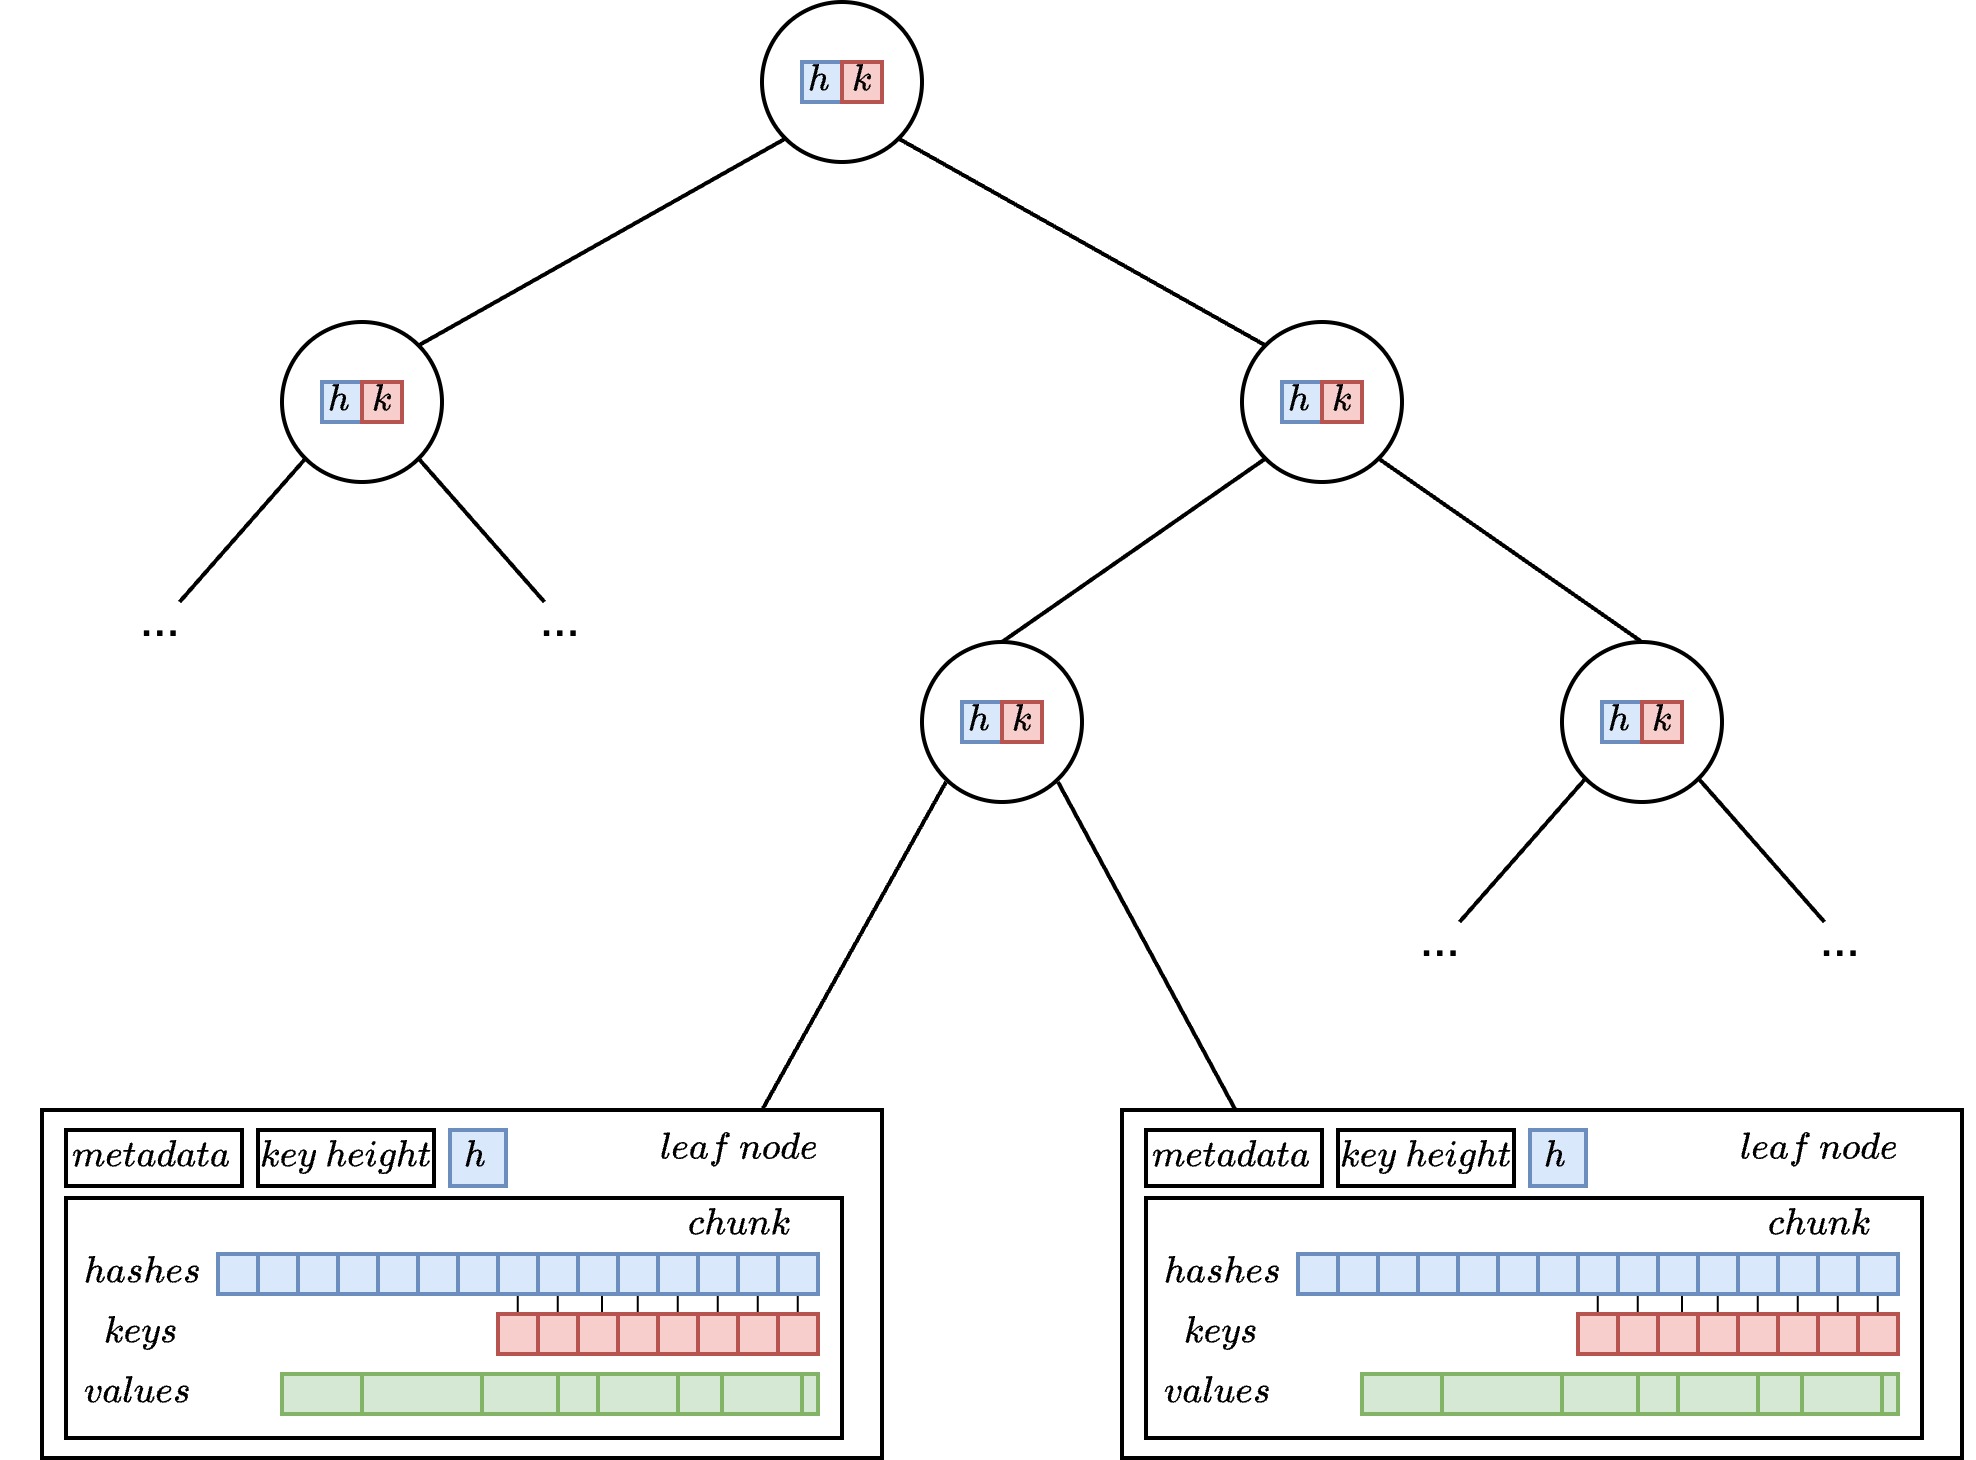 h k
h k
h k
... ...
h k
h k
... ...
metadata key height h leaf node
chunk
hashes
keys
values
metadata key height h leaf node
chunk
hashes
keys
values